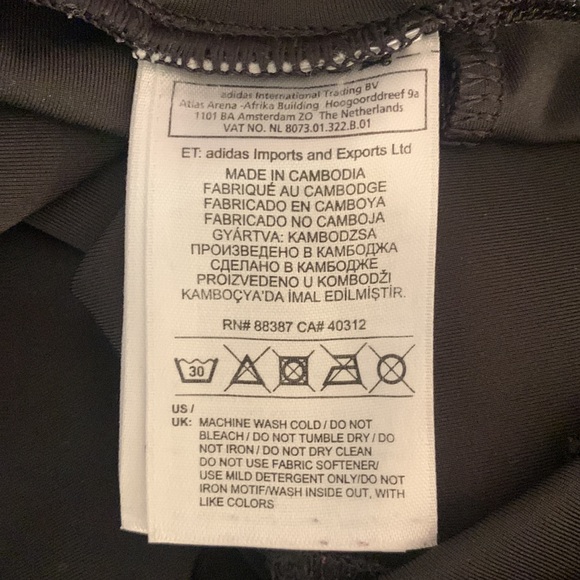 adidas International Trading BV
Atlas Arena -Afrika Building Hoogoorddreef 9a
1101 BA Amsterdam ZO The Netherlands
VAT NO. NL 8073.01.322.B.01
ET: adidas Imports and Exports Ltd
MADE IN CAMBODIA
FABRIQUÉ AU CAMBODGE
FABRICADO EN CAMBOYA
FABRICADO NO CAMBOJA
GYÁRTVA: KAMBODZSA
ПРОИЗВЕДЕНО В КАМБОДЖА
СДЕЛАНО В КАМБОДЖЕ
PROIZVEDENO U KOMBODŽI
KAMBOÇYA'DA İMAL EDİLMİŞTİR.
RN# 88387 CA# 40312
30
US /
UK: MACHINE WASH COLD / DO NOT
BLEACH / DO NOT TUMBLE DRY / DO
NOT IRON / DO NOT DRY CLEAN
DO NOT USE FABRIC SOFTENER/
USE MILD DETERGENT ONLY/DO NOT
IRON MOTIF/WASH INSIDE OUT, WITH
LIKE COLORS